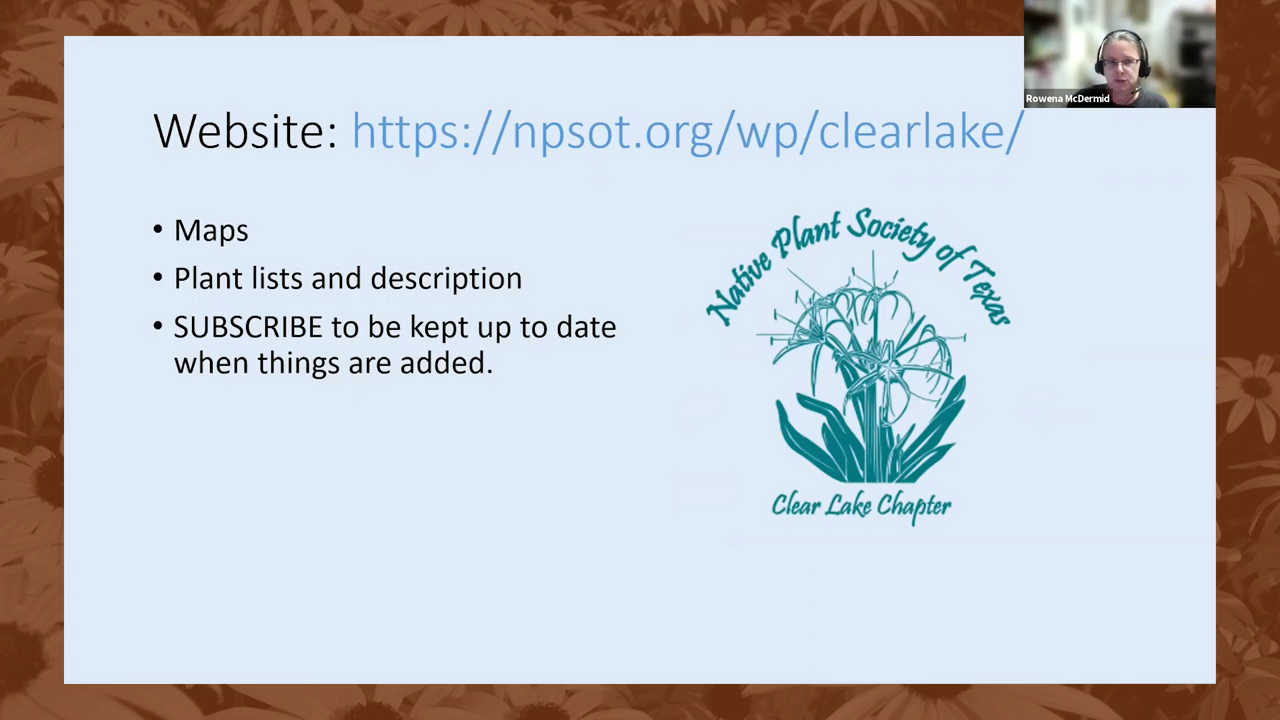 Rowena McDermid
Website: https://npsot.org/wp/clearlake/
• Maps
• Plant lists and description
• SUBSCRIBE to be kept up to date
when things are added.
Native Plant Society of Texas
Clear Lake Chapter